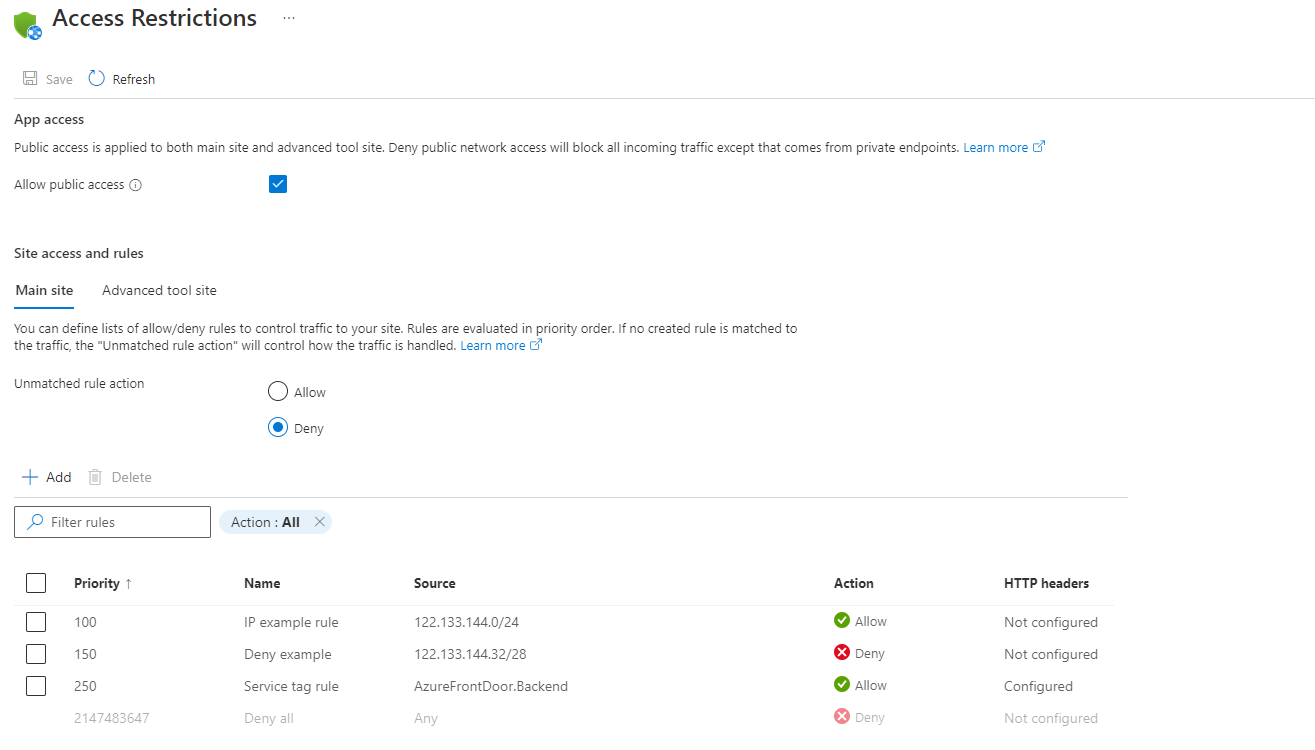 Access Restrictions ...
Save Refresh
App access
Public access is applied to both main site and advanced tool site. Deny public network access will block all incoming traffic except that comes from private endpoints. Learn more
Allow public access
Site access and rules
Main site Advanced tool site
You can define lists of allow/deny rules to control traffic to your site. Rules are evaluated in priority order. If no created rule is matched to
the traffic, the "Unmatched rule action" will control how the traffic is handled. Learn more
Unmatched rule action
Allow
Deny
Add Delete
Filter rules Action : All
Priority ↑ Name Source Action HTTP headers
100 IP example rule 122.133.144.0/24 Allow Not configured
150 Deny example 122.133.144.32/28 Deny Not configured
250 Service tag rule AzureFrontDoor.Backend Allow Configured
2147483647 Deny all Any Deny Not configured